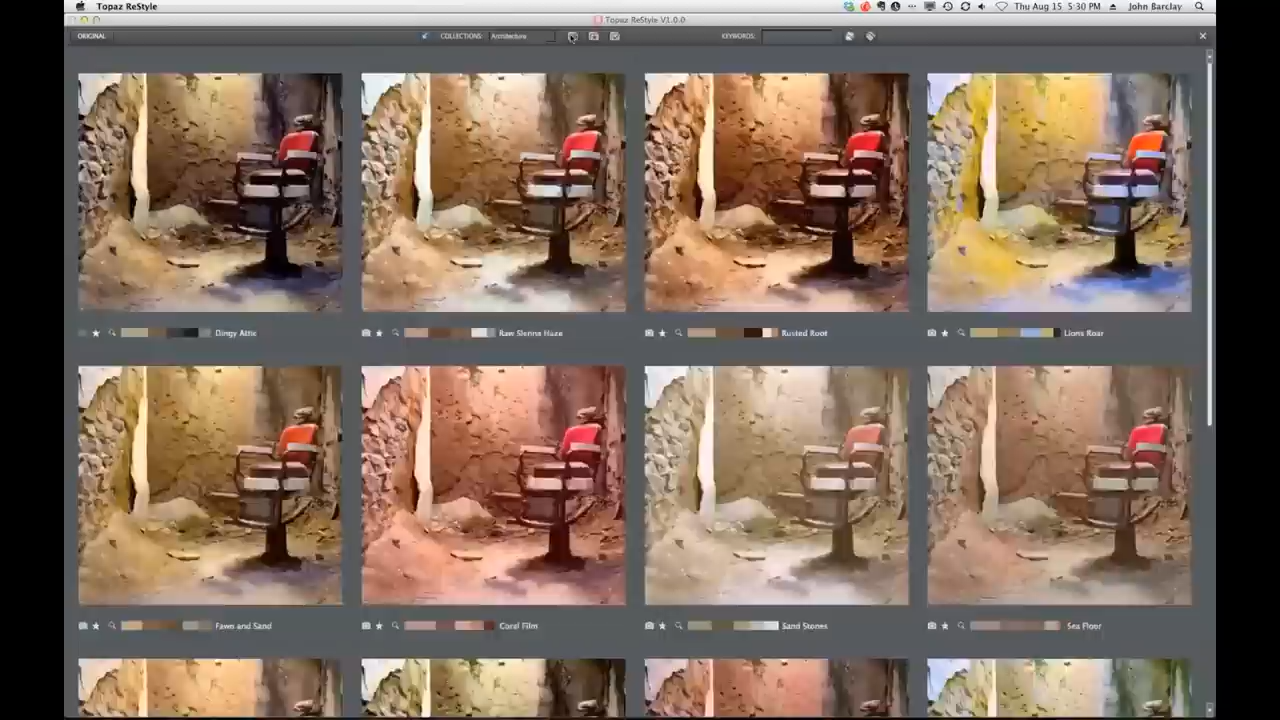 Topaz ReStyle Thu Aug 15 5:30 PM John Barclay
Topaz ReStyle V1.0.0
ORIGINAL COLLECTIONS: Architecture KEYWORDS:
Dingy Attic Raw Sienna Haze Rusted Root Lions Roar
Fawn and Sand Coral Film Sand Stones Sea Floor